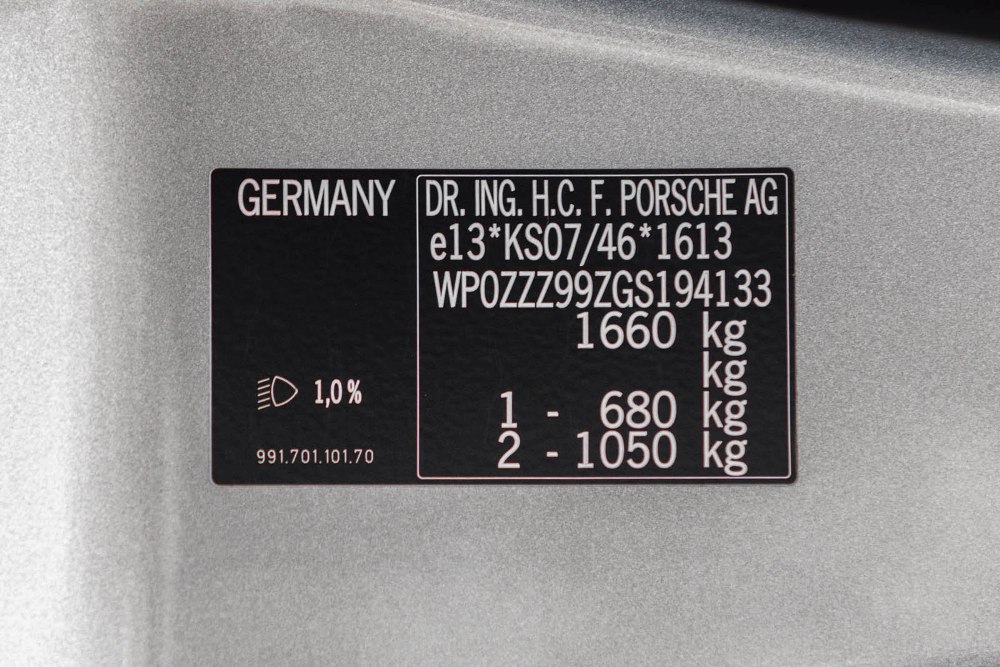 GERMANY
1,0 %
991.701.101.70
DR. ING. H.C. F. PORSCHE AG
e13*KS07/46*1613
WP0ZZZ99ZGS194133
1660 kg
kg
1 - 680 kg
2 - 1050 kg